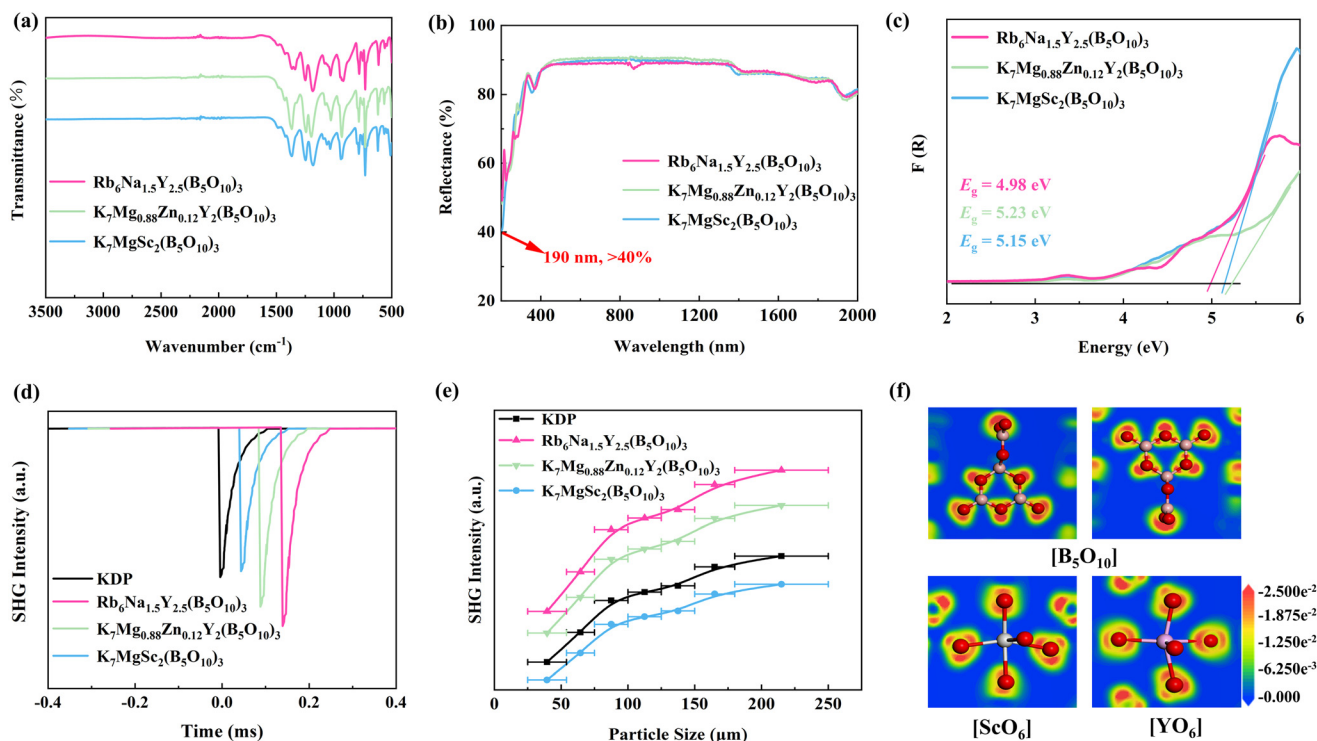 (a)
Transmittance (%)
Rb₆Na₁.₅Y₂.₅(B₅O₁₀)₃
K₇Mg₀.₈₈Zn₀.₁₂Y₂(B₅O₁₀)₃
K₇MgSc₂(B₅O₁₀)₃
3500 3000 2500 2000 1500 1000 500
Wavenumber (cm⁻¹)
(b)
Reflectance (%)
100
80
60
40
20
Rb₆Na₁.₅Y₂.₅(B₅O₁₀)₃
K₇Mg₀.₈₈Zn₀.₁₂Y₂(B₅O₁₀)₃
K₇MgSc₂(B₅O₁₀)₃
190 nm, >40%
400 800 1200 1600 2000
Wavelength (nm)
(c)
F (R)
Rb₆Na₁.₅Y₂.₅(B₅O₁₀)₃
K₇Mg₀.₈₈Zn₀.₁₂Y₂(B₅O₁₀)₃
K₇MgSc₂(B₅O₁₀)₃
Eg = 4.98 eV
Eg = 5.23 eV
Eg = 5.15 eV
2 3 4 5 6
Energy (eV)
(d)
SHG Intensity (a.u.)
KDP
Rb₆Na₁.₅Y₂.₅(B₅O₁₀)₃
K₇Mg₀.₈₈Zn₀.₁₂Y₂(B₅O₁₀)₃
K₇MgSc₂(B₅O₁₀)₃
-0.4 -0.2 0.0 0.2 0.4
Time (ms)
(e)
SHG Intensity (a.u.)
KDP
Rb₆Na₁.₅Y₂.₅(B₅O₁₀)₃
K₇Mg₀.₈₈Zn₀.₁₂Y₂(B₅O₁₀)₃
K₇MgSc₂(B₅O₁₀)₃
0 25 50 75 100 125 150 175 200 225 250
Particle Size (μm)
(f)
[B₅O₁₀]
-2.500e⁻²
-1.875e⁻²
-1.250e⁻²
-6.250e⁻³
-0.000
[ScO₆]
[YO₆]